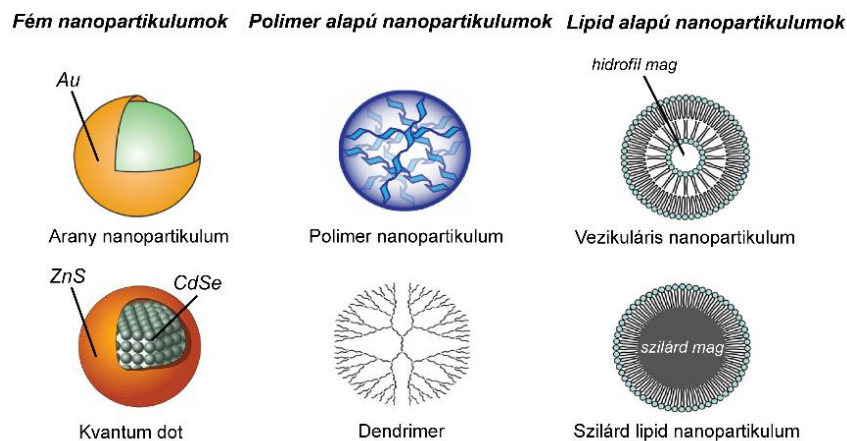 Fém nanopartikulumok
Polimer alapú nanopartikulumok
Lipid alapú nanopartikulumok
Au
Arany nanopartikulum
Polimer nanopartikulum
hidrofil mag
Vezikuláris nanopartikulum
ZnS
CdSe
Kvantum dot
Dendrimer
szilárd mag
Szilárd lipid nanopartikulum